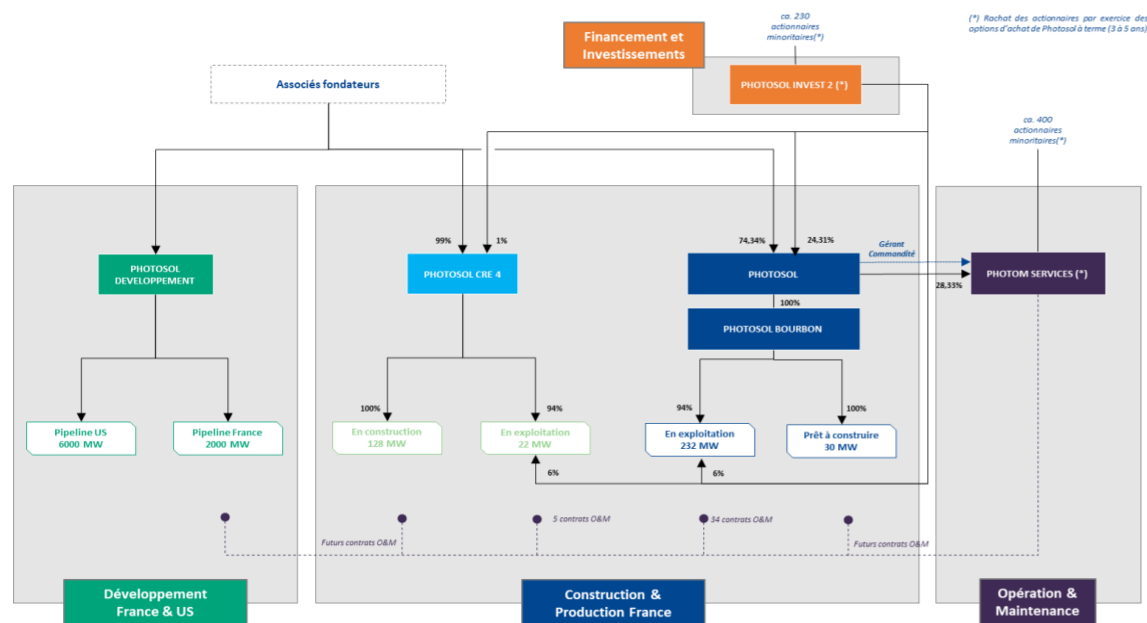 ca. 230
actionnaires
minoritaires(*)
(*) Rachat des actionnaires par exercice des
options d'achat de Photosol à terme (3 à 5 ans)
Financement et
Investissements
PHOTOSOL INVEST 2 (*)
Associés fondateurs
ca. 400
actionnaires
minoritaires(*)
99%
1%
74,34%
24,31%
PHOTOSOL
DEVELOPPEMENT
PHOTOSOL CRE 4
PHOTOSOL
Gérant
Commandité
28,33%
PHOTOM SERVICES (*)
100%
PHOTOSOL BOURBON
100%
94%
94%
100%
Pipeline US
6000 MW
Pipeline France
2000 MW
En construction
128 MW
En exploitation
22 MW
En exploitation
232 MW
Prêt à construire
30 MW
6%
6%
Futurs contrats O&M
5 contrats O&M
34 contrats O&M
Futurs contrats O&M
Développement
France & US
Construction &
Production France
Opération &
Maintenance